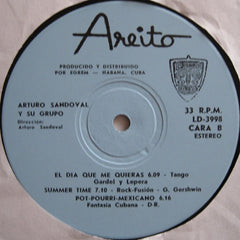 Areito
PRODUCIDO Y DISTRIBUIDO
POR EGREM - HABANA, CUBA
ARTURO SANDOVAL
Y SU GRUPO
Dirección:
Arturo Sandoval
33 R.P.M.
LD-3998
CARA B
ESTEREO
EL DIA QUE ME QUIERAS 6.09 - Tango
Gardel y Lepera
SUMMER TIME 7.10 - Rock-Fusión - G. Gershwin
POT-POURRI-MEXICANO 6.16
Fantasía Cubana - D.R.